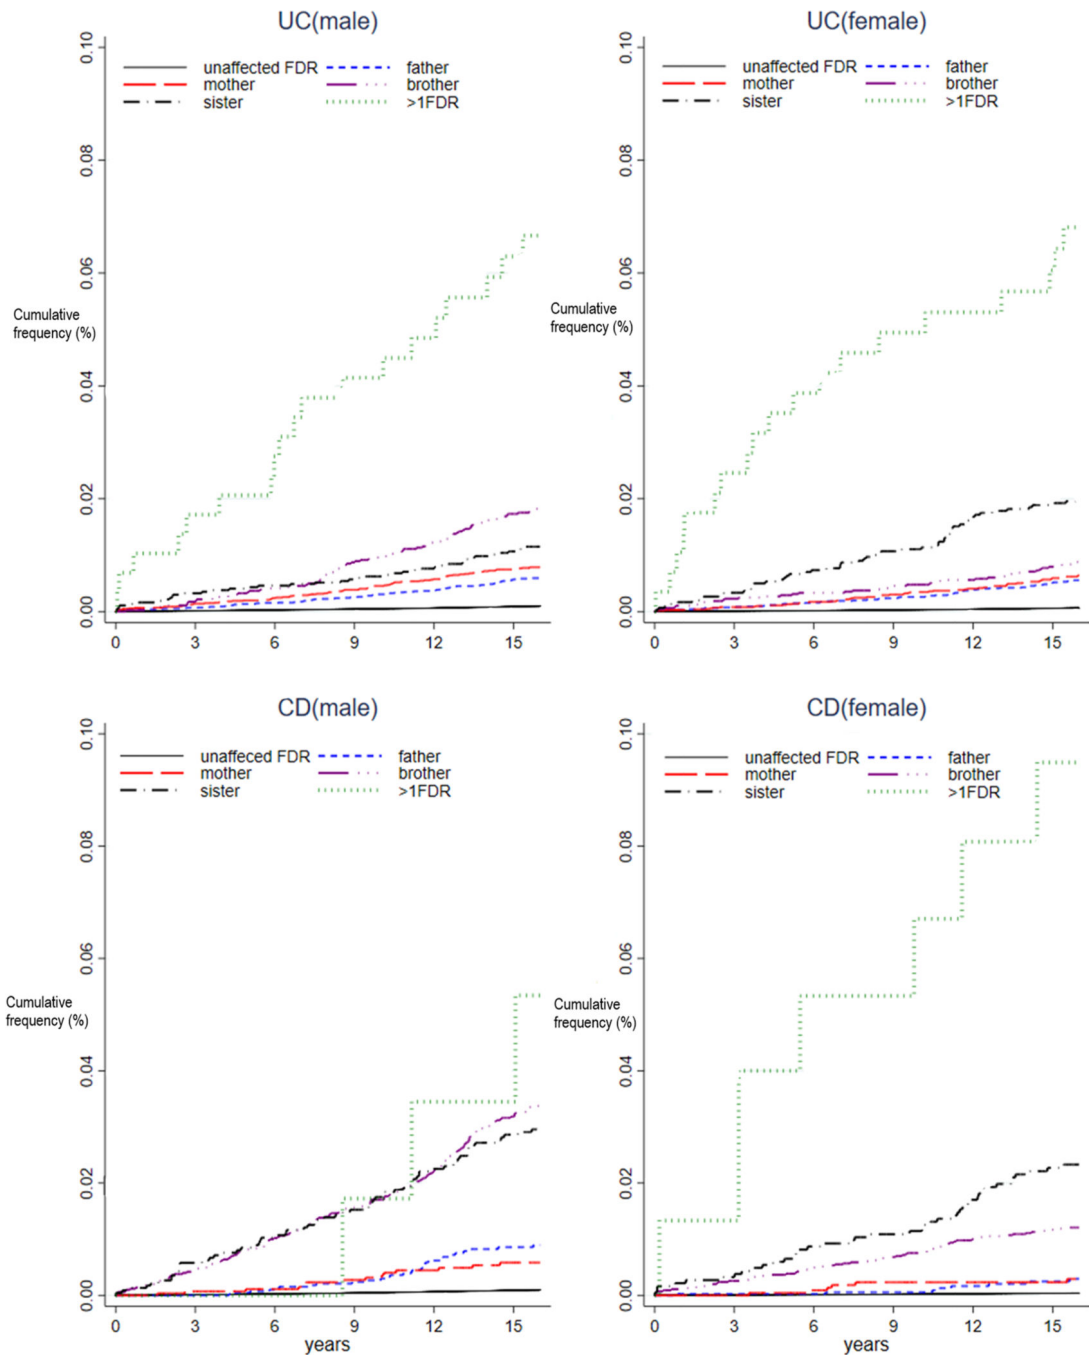 UC(male)
0.10
0.08
0.06
0.04
0.02
0.00
unaffected FDR
father
mother
brother
sister
>1FDR
Cumulative
frequency (%)
0 3 6 9 12 15
UC(female)
0.10
0.08
0.06
0.04
0.02
0.00
unaffected FDR
father
mother
brother
sister
>1FDR
Cumulative
frequency (%)
0 3 6 9 12 15
CD(male)
0.10
0.08
0.06
0.04
0.02
0.00
unaffeced FDR
father
mother
brother
sister
>1FDR
Cumulative
frequency (%)
0 3 6 9 12 15
years
CD(female)
0.10
0.08
0.06
0.04
0.02
0.00
unaffeced FDR
father
mother
brother
sister
>1FDR
Cumulative
frequency (%)
0 3 6 9 12 15
years